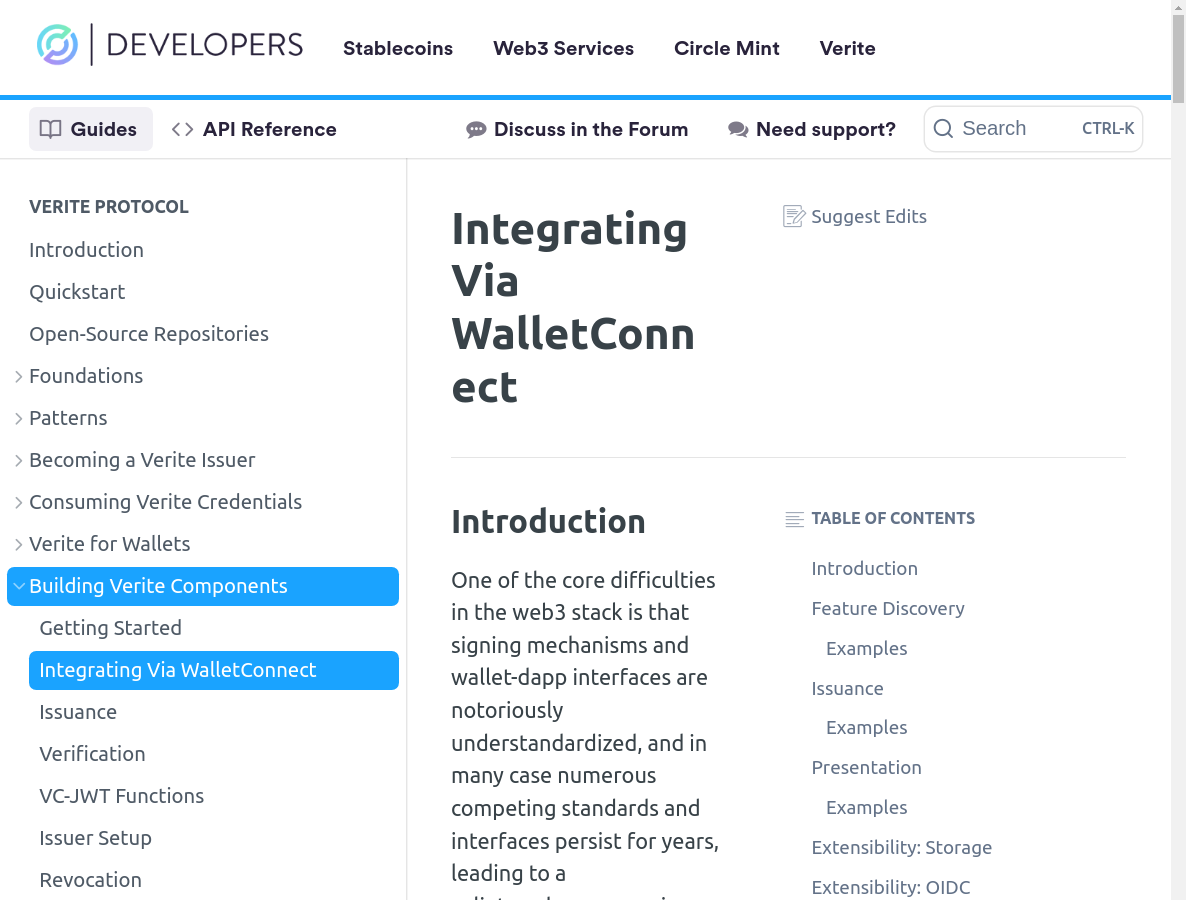 DEVELOPERS
Stablecoins
Web3 Services
Circle Mint
Verite
Guides
API Reference
Discuss in the Forum
Need support?
Search
CTRL-K
VERITE PROTOCOL
Introduction
Quickstart
Open-Source Repositories
Foundations
Patterns
Becoming a Verite Issuer
Consuming Verite Credentials
Verite for Wallets
Building Verite Components
Getting Started
Integrating Via WalletConnect
Issuance
Verification
VC-JWT Functions
Issuer Setup
Revocation
Integrating
Via
WalletConn
ect
Suggest Edits
Introduction
One of the core difficulties
in the web3 stack is that
signing mechanisms and
wallet-dapp interfaces are
notoriously
understandardized, and in
many case numerous
competing standards and
interfaces persist for years,
leading to a
TABLE OF CONTENTS
Introduction
Feature Discovery
Examples
Issuance
Examples
Presentation
Examples
Extensibility: Storage
Extensibility: OIDC